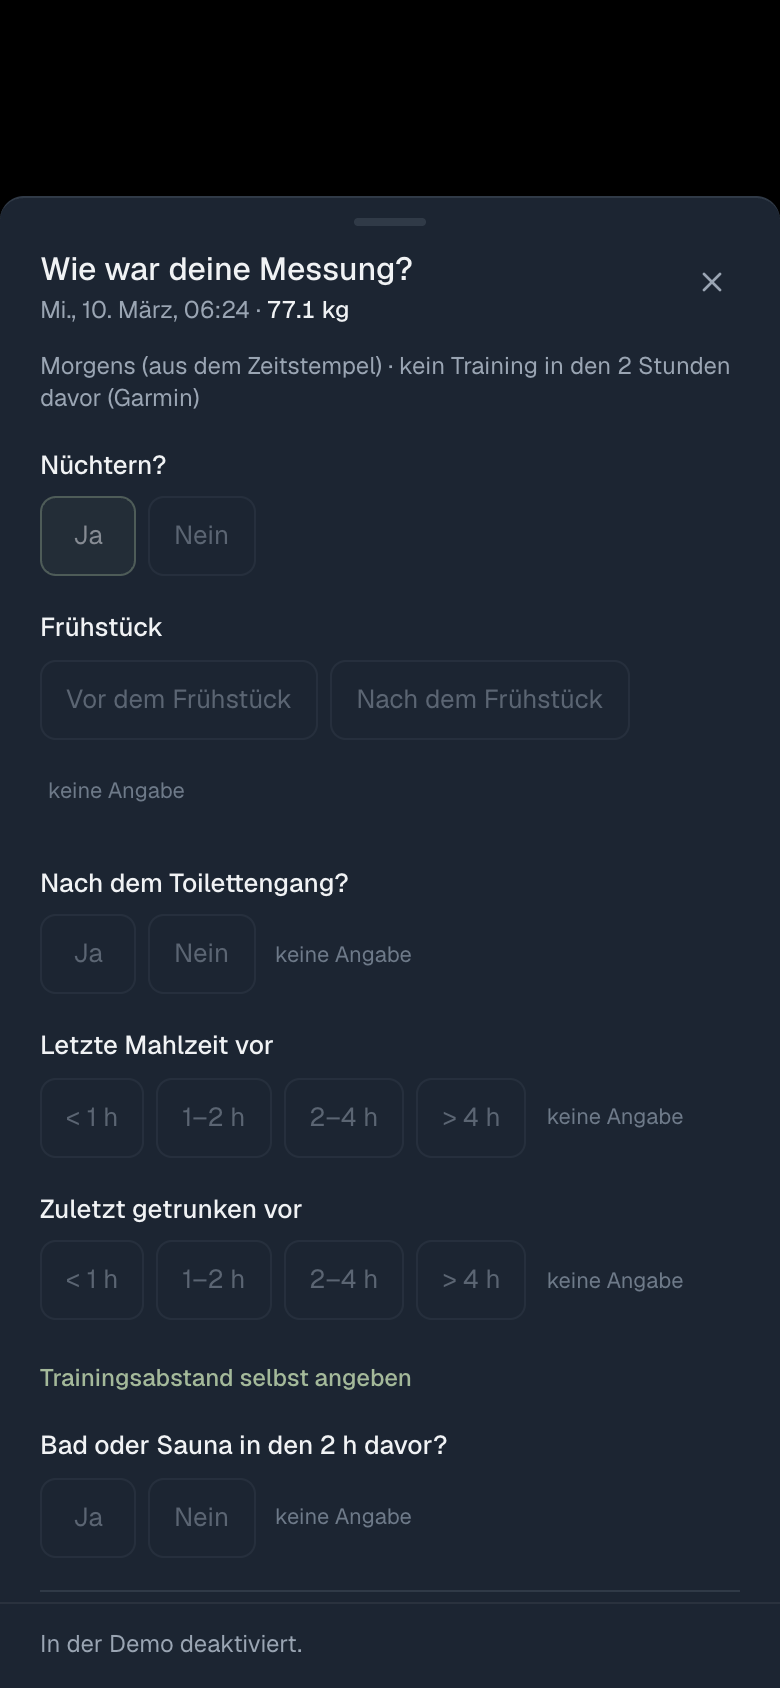 Wie war deine Messung?
Mi., 10. März, 06:24 · 77.1 kg
Morgens (aus dem Zeitstempel) · kein Training in den 2 Stunden
davor (Garmin)
Nüchtern?
Ja Nein
Frühstück
Vor dem Frühstück Nach dem Frühstück
keine Angabe
Nach dem Toilettengang?
Ja Nein keine Angabe
Letzte Mahlzeit vor
< 1 h 1–2 h 2–4 h > 4 h keine Angabe
Zuletzt getrunken vor
< 1 h 1–2 h 2–4 h > 4 h keine Angabe
Trainingsabstand selbst angeben
Bad oder Sauna in den 2 h davor?
Ja Nein keine Angabe
In der Demo deaktiviert.